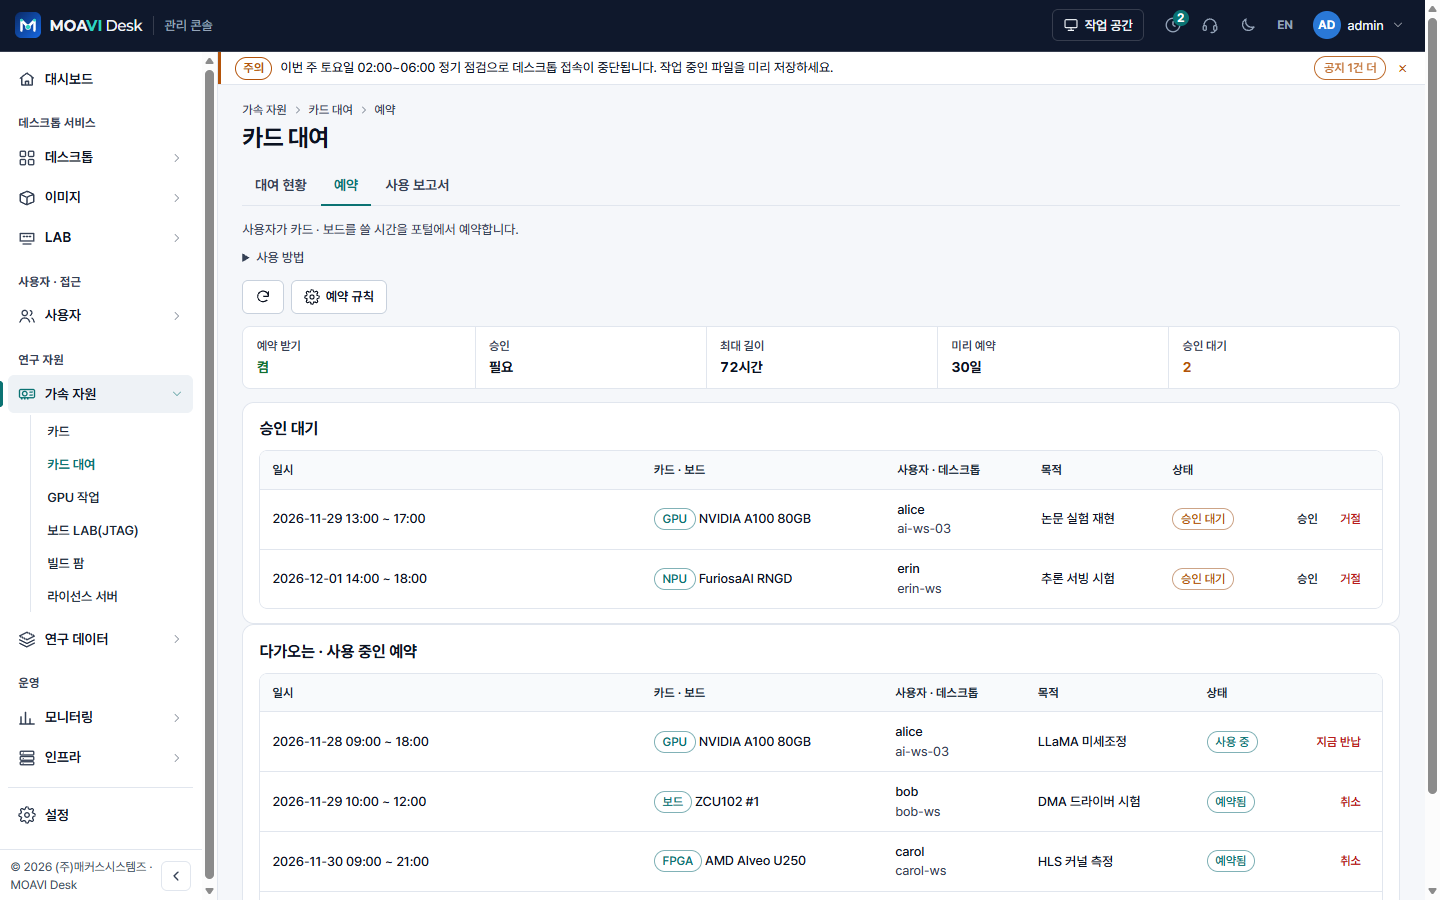 MOAVI Desk
관리 콘솔
작업 공간
2
EN
AD
admin
대시보드
데스크톱 서비스
데스크톱
이미지
LAB
사용자 · 접근
사용자
연구 자원
가속 자원
카드
카드 대여
GPU 작업
보드 LAB(JTAG)
빌드 팜
라이선스 서버
연구 데이터
운영
모니터링
인프라
설정
© 2026 (주)매커스시스템즈 ·
MOAVI Desk
주의 이번 주 토요일 02:00~06:00 정기 점검으로 데스크톱 접속이 중단됩니다. 작업 중인 파일을 미리 저장하세요. 공지 1건 더 ×
가속 자원 > 카드 대여 > 예약
카드 대여
대여 현황 예약 사용 보고서
사용자가 카드 · 보드를 쓸 시간을 포털에서 예약합니다.
▶ 사용 방법
예약 규칙
예약 받기 승인 최대 길이 미리 예약 승인 대기
켬 필요 72시간 30일 2
승인 대기
일시 카드 · 보드 사용자 · 데스크톱 목적 상태
2026-11-29 13:00 ~ 17:00 GPU NVIDIA A100 80GB alice 논문 실험 재현 승인 대기 승인 거절
ai-ws-03
2026-12-01 14:00 ~ 18:00 NPU FuriosaAI RNGD erin 추론 서빙 시험 승인 대기 승인 거절
erin-ws
다가오는 · 사용 중인 예약
일시 카드 · 보드 사용자 · 데스크톱 목적 상태
2026-11-28 09:00 ~ 18:00 GPU NVIDIA A100 80GB alice LLaMA 미세조정 사용 중 지금 반납
ai-ws-03
2026-11-29 10:00 ~ 12:00 보드 ZCU102 #1 bob DMA 드라이버 시험 예약됨 취소
bob-ws
2026-11-30 09:00 ~ 21:00 FPGA AMD Alveo U250 carol HLS 커널 측정 예약됨 취소
carol-ws